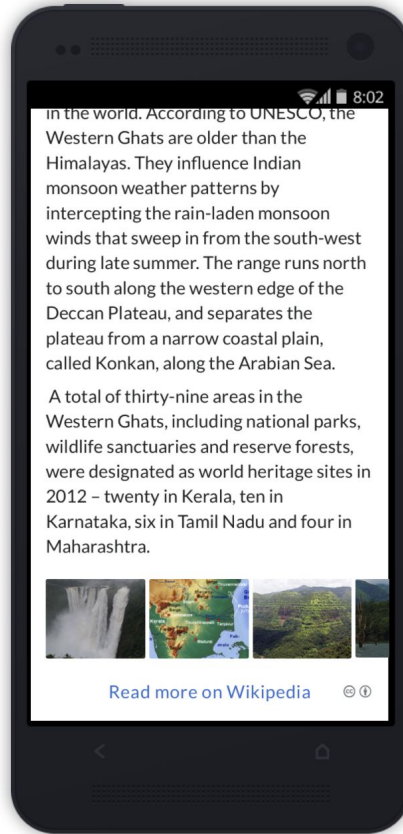 8:02
in the world. According to UNESCO, the
Western Ghats are older than the
Himalayas. They influence Indian
monsoon weather patterns by
intercepting the rain-laden monsoon
winds that sweep in from the south-west
during late summer. The range runs north
to south along the western edge of the
Deccan Plateau, and separates the
plateau from a narrow coastal plain,
called Konkan, along the Arabian Sea.
A total of thirty-nine areas in the
Western Ghats, including national parks,
wildlife sanctuaries and reserve forests,
were designated as world heritage sites in
2012 – twenty in Kerala, ten in
Karnataka, six in Tamil Nadu and four in
Maharashtra.
Kerala
Read more on Wikipedia
cc